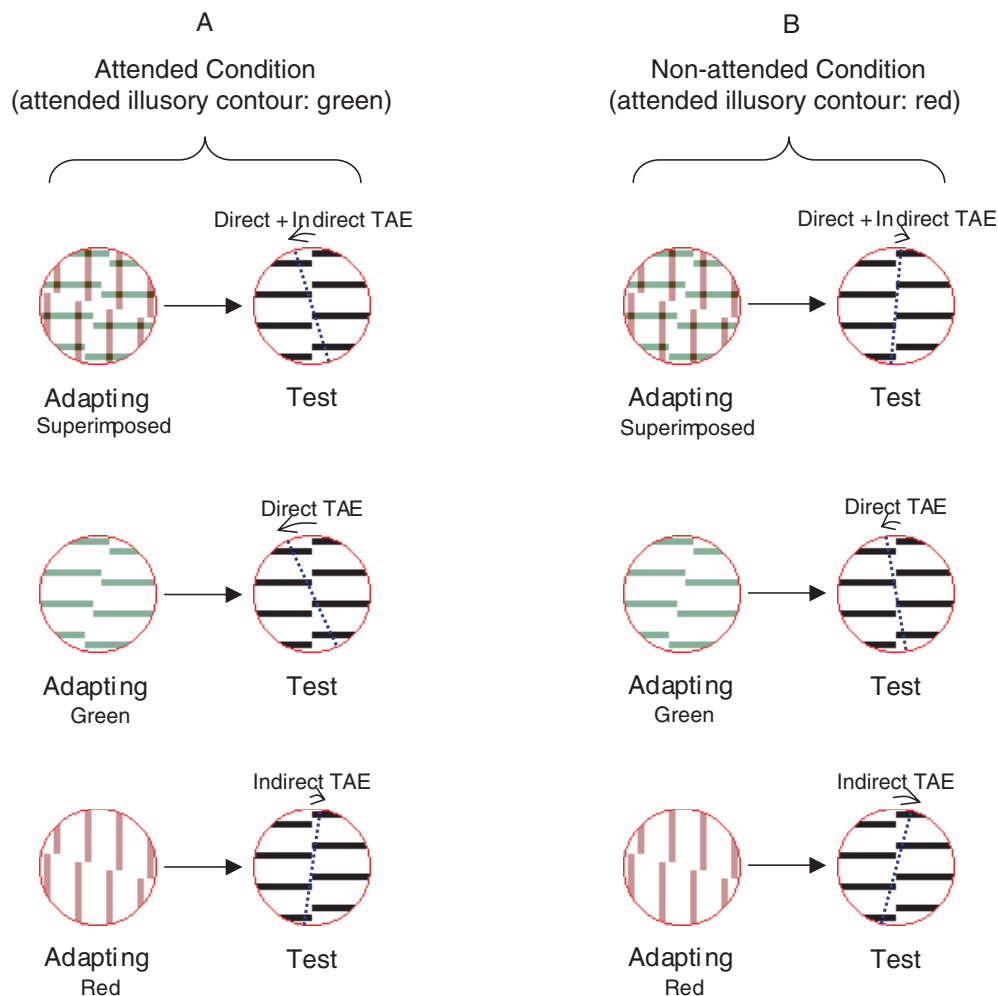 A
Attended Condition
(attended illusory contour: green)
Direct + Indirect TAE
Adapting
Superimposed
Test
Direct TAE
Adapting
Green
Test
Indirect TAE
Adapting
Red
Test
B
Non-attended Condition
(attended illusory contour: red)
Direct + Indirect TAE
Adapting
Superimposed
Test
Direct TAE
Adapting
Green
Test
Indirect TAE
Adapting
Red
Test